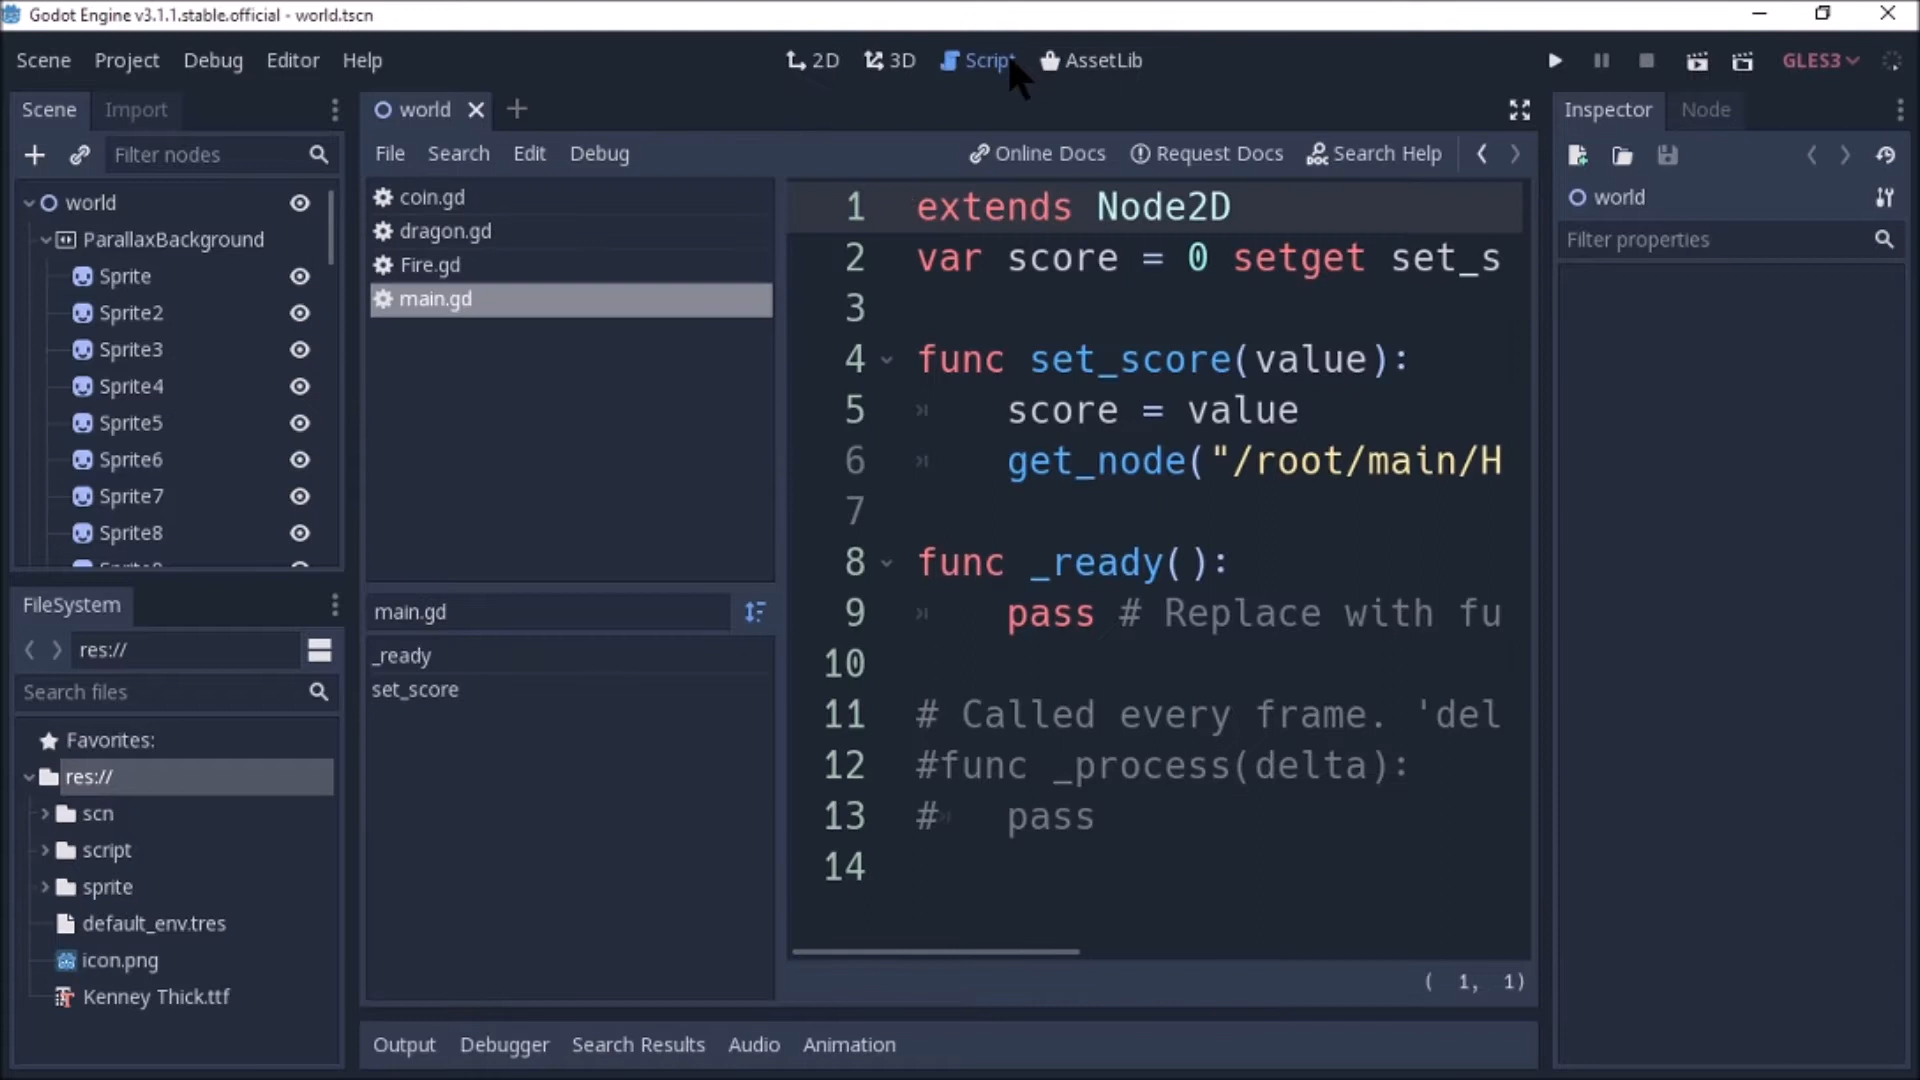 Godot Engine v3.1.1.stable.official - world.tscn
Scene Project Debug Editor Help
2D 3D Script AssetLib
GLES3
Scene Import
Filter nodes
world
ParallaxBackground
Sprite
Sprite2
Sprite3
Sprite4
Sprite5
Sprite6
Sprite7
Sprite8
FileSystem
res://
Search files
Favorites:
res://
scn
script
sprite
default_env.tres
icon.png
Kenney Thick.ttf
world
File Search Edit Debug
Online Docs Request Docs Search Help
coin.gd
dragon.gd
Fire.gd
main.gd
main.gd
_ready
set_score
1 extends Node2D
2 var score = 0 setget set_s
3
4 func set_score(value):
5 score = value
6 get_node("/root/main/H
7
8 func _ready():
9 pass # Replace with fu
10
11 # Called every frame. 'del
12 #func _process(delta):
13 # pass
14
( 1, 1)
Output Debugger Search Results Audio Animation
Inspector Node
world
Filter properties